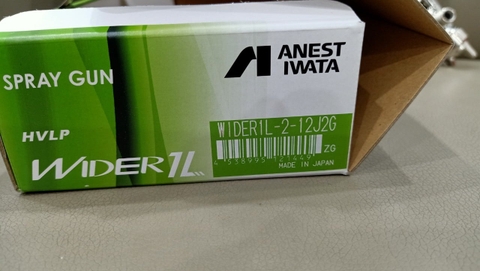 ANEST
IWATA
SPRAY GUN
WIDER1L-2-12J2G
HVLP
ZG
WIDER1L
MADE IN JAPAN